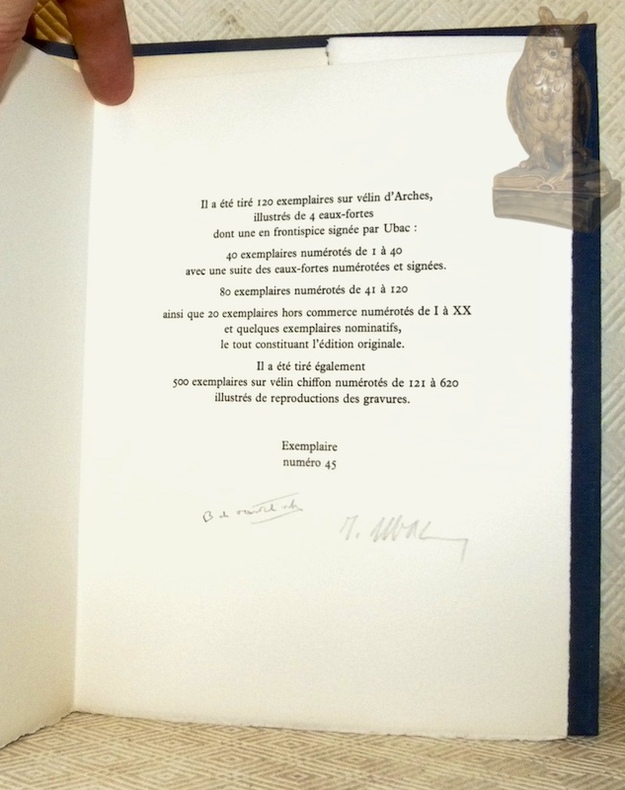 Il a été tiré 120 exemplaires sur vélin d'Arches,
illustrés de 4 eaux-fortes
dont une en frontispice signée par Ubac :
40 exemplaires numérotés de 1 à 40
avec une suite des eaux-fortes numérotées et signées.
80 exemplaires numérotés de 41 à 120
ainsi que 20 exemplaires hors commerce numérotés de I à XX
et quelques exemplaires nominatifs,
le tout constituant l'édition originale.
Il a été tiré également
500 exemplaires sur vélin chiffon numérotés de 121 à 620
illustrés de reproductions des gravures.
Exemplaire
numéro 45
Ubac